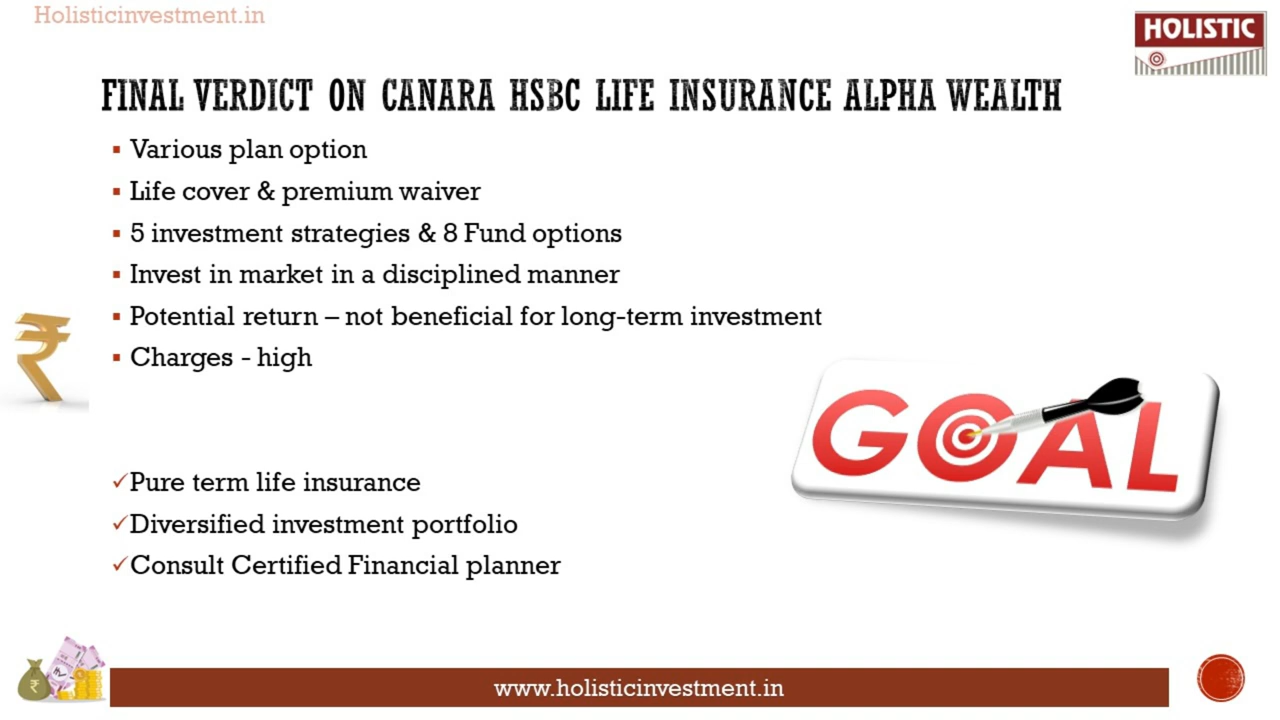 Holisticinvestment.in
HOLISTIC
FINAL VERDICT ON CANARA HSBC LIFE INSURANCE ALPHA WEALTH
▪ Various plan option
▪ Life cover & premium waiver
▪ 5 investment strategies & 8 Fund options
▪ Invest in market in a disciplined manner
▪ Potential return – not beneficial for long-term investment
▪ Charges - high
GOAL
✓Pure term life insurance
✓Diversified investment portfolio
✓Consult Certified Financial planner
www.holisticinvestment.in